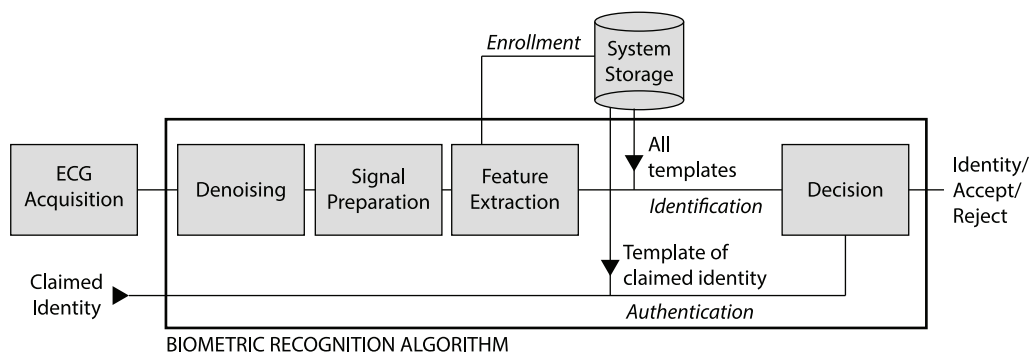 Enrollment
System
Storage
ECG
Acquisition
Denoising
Signal
Preparation
Feature
Extraction
All
templates
Identification
Decision
Identity/
Accept/
Reject
Claimed
Identity
Template of
claimed identity
Authentication
BIOMETRIC RECOGNITION ALGORITHM